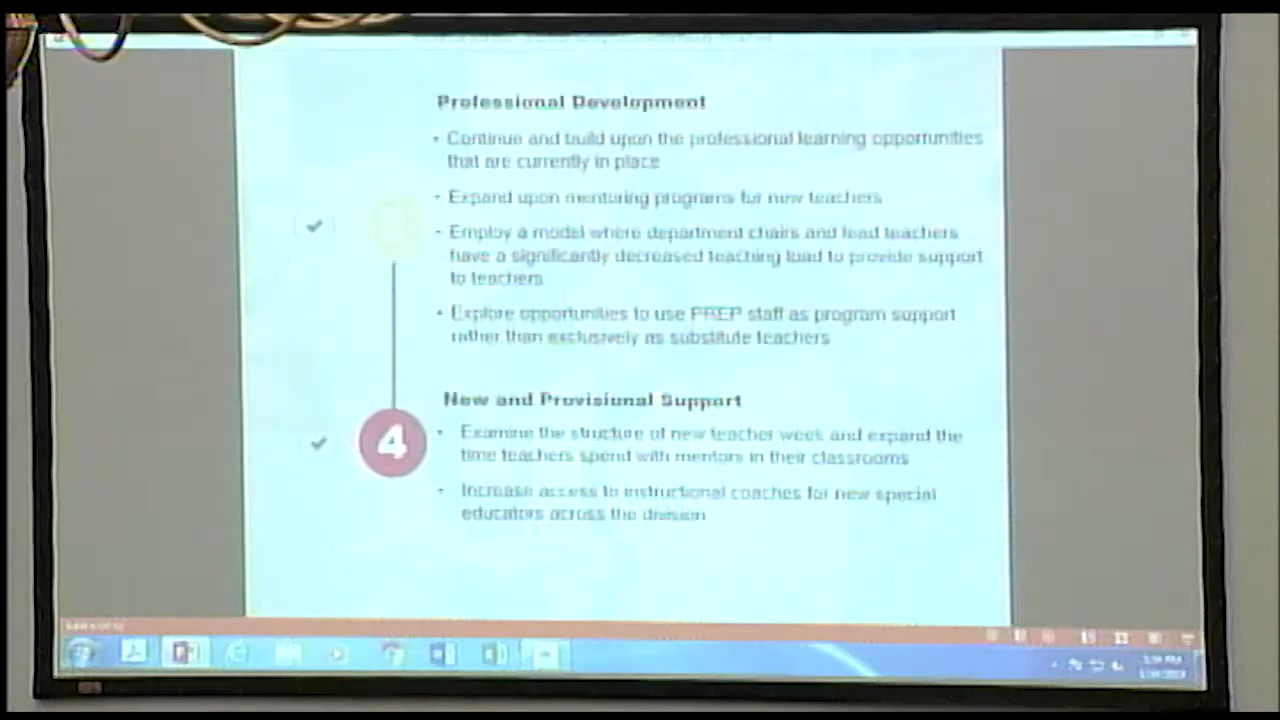 Professional Development
• Continue and build upon the professional learning opportunities
that are currently in place
• Expand upon mentoring programs for new teachers
• Employ a model where department chairs and lead teachers
have a significantly decreased teaching load to provide support
to teachers
• Explore opportunities to use PREP staff as program support
rather than exclusively as substitute teachers
New and Provisional Support
4
• Examine the structure of new teacher week and expand the
time teachers spend with mentors in their classrooms
• Increase access to instructional coaches for new special
educators across the division